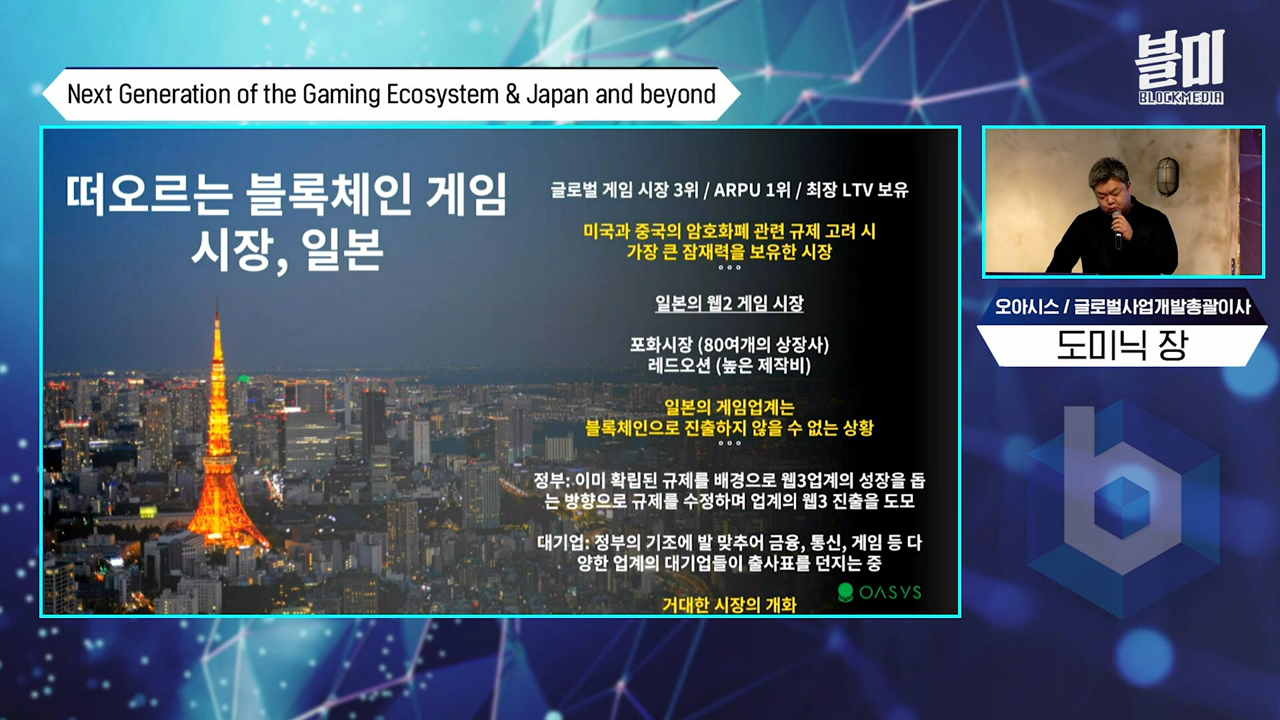 블미
BLOCKMEDIA
Next Generation of the Gaming Ecosystem & Japan and beyond
떠오르는 블록체인 게임
시장, 일본
글로벌 게임 시장 3위 / ARPU 1위 / 최장 LTV 보유
미국과 중국의 암호화폐 관련 규제 고려 시
가장 큰 잠재력을 보유한 시장
일본의 웹2 게임 시장
포화시장 (80여개의 상장사)
레드오션 (높은 제작비)
일본의 게임업계는
블록체인으로 진출하지 않을 수 없는 상황
정부: 이미 확립된 규제를 배경으로 웹3업계의 성장을 돕
는 방향으로 규제를 수정하며 업계의 웹3 진출을 도모
대기업: 정부의 기조에 발 맞추어 금융, 통신, 게임 등 다
양한 업계의 대기업들이 출사표를 던지는 중
거대한 시장의 개화
OASYS
오아시스 / 글로벌사업개발총괄이사
도미닉 장